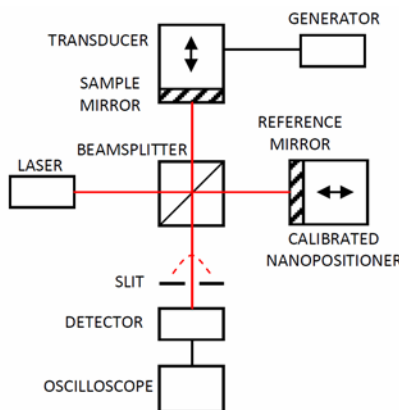 GENERATOR
TRANSDUCER
SAMPLE
MIRROR
REFERENCE
MIRROR
BEAMSPLITTER
LASER
CALIBRATED
NANOPOSITIONER
SLIT
DETECTOR
OSCILLOSCOPE